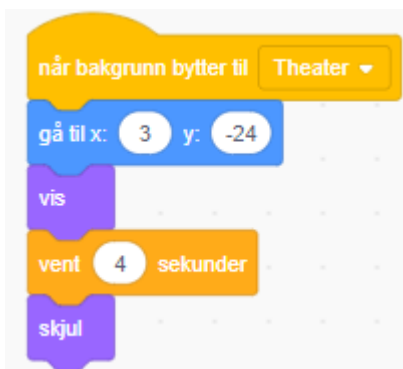 når bakgrunn bytter til Theater
gå til x: 3 y: -24
vis
vent 4 sekunder
skjul